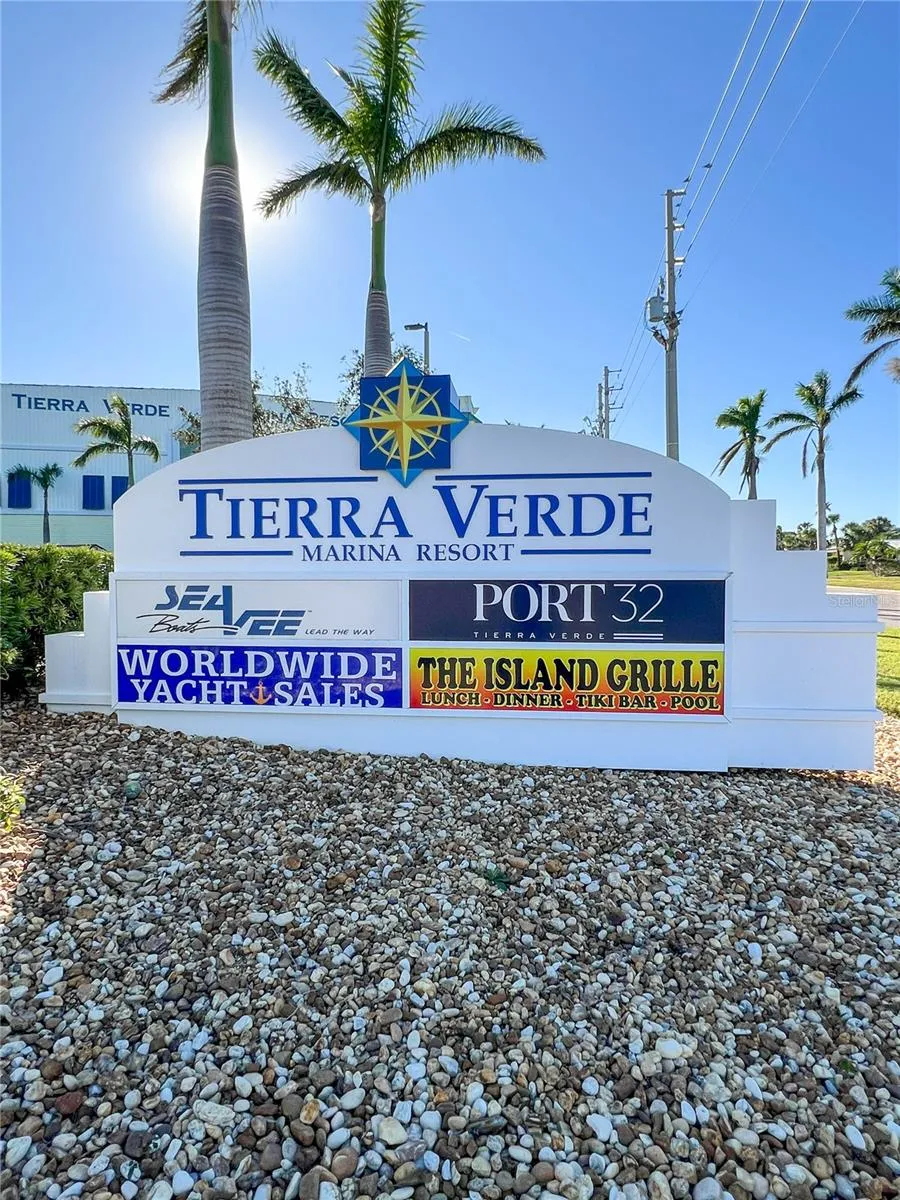 TIERRA VERDE
TIERRA VERDE
MARINA RESORT
SEA VEE
Boats
LEAD THE WAY
PORT 32
TIERRA VERDE
WORLDWIDE
YACHT SALES
THE ISLAND GRILLE
LUNCH - DINNER - TIKI BAR - POOL